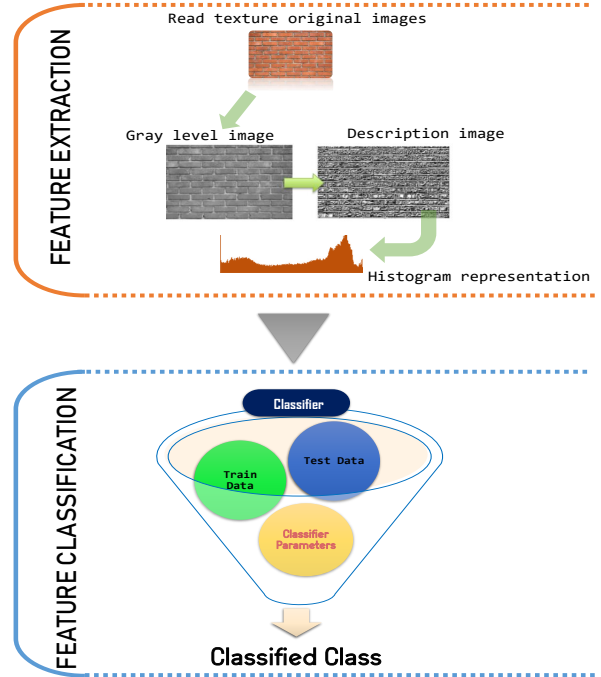 Read texture original images
FEATURE EXTRACTION
Gray level image
Description image
Histogram representation
FEATURE CLASSIFICATION
Classifier
Train
Data
Test Data
Classifier
Parameters
Classified Class